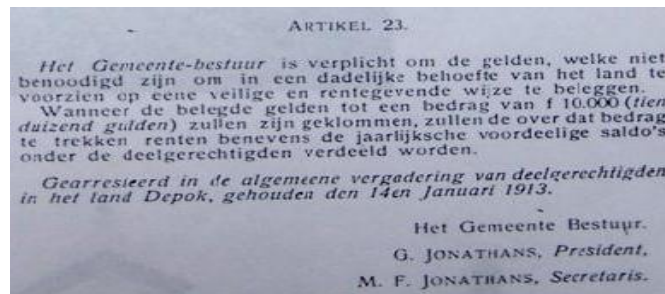 ARTIKEL 23.
Het Gemeente-bestuur is verplicht om de gelden, welke niet
benoodigd zijn om in een dadelijke behoefte van het land te
voorzien op eene veilige en rentegevende wijze te beleggen.
Wanneer de belegde gelden tot een bedrag van f 10.000 (tien
duizend gulden) zullen zijn geklommen, zullen de over dat bedrag
te trekken renten benevens de jaarlijksche voordeelige saldo's
onder de deelgerechtigden verdeeld worden.
Gearresteerd in de algemeene vergadering van deelgerechtigden
in het land Depok, gehouden den 14en Januari 1913.
Het Gemeente Bestuur.
G. JONATHANS, President,
M. F. JONATHANS, Secretaris.